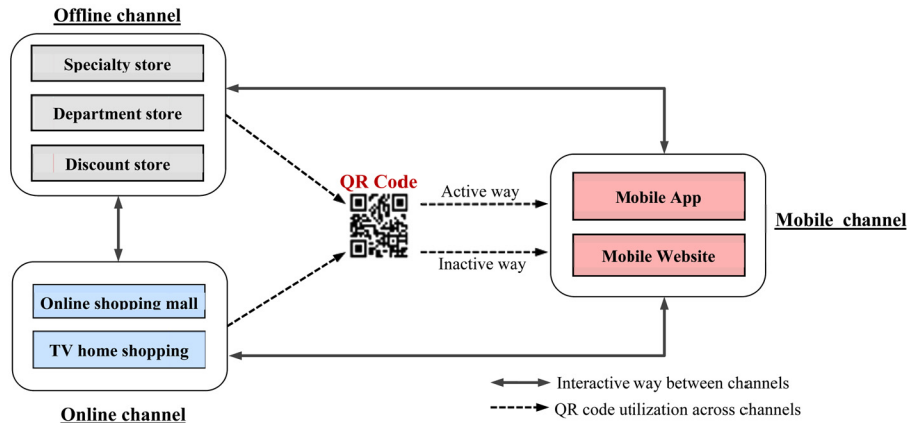 Offline channel
Specialty store
Department store
Discount store
QR Code
Active way
Inactive way
Mobile App
Mobile Website
Mobile channel
Online shopping mall
TV home shopping
Online channel
Interactive way between channels
QR code utilization across channels